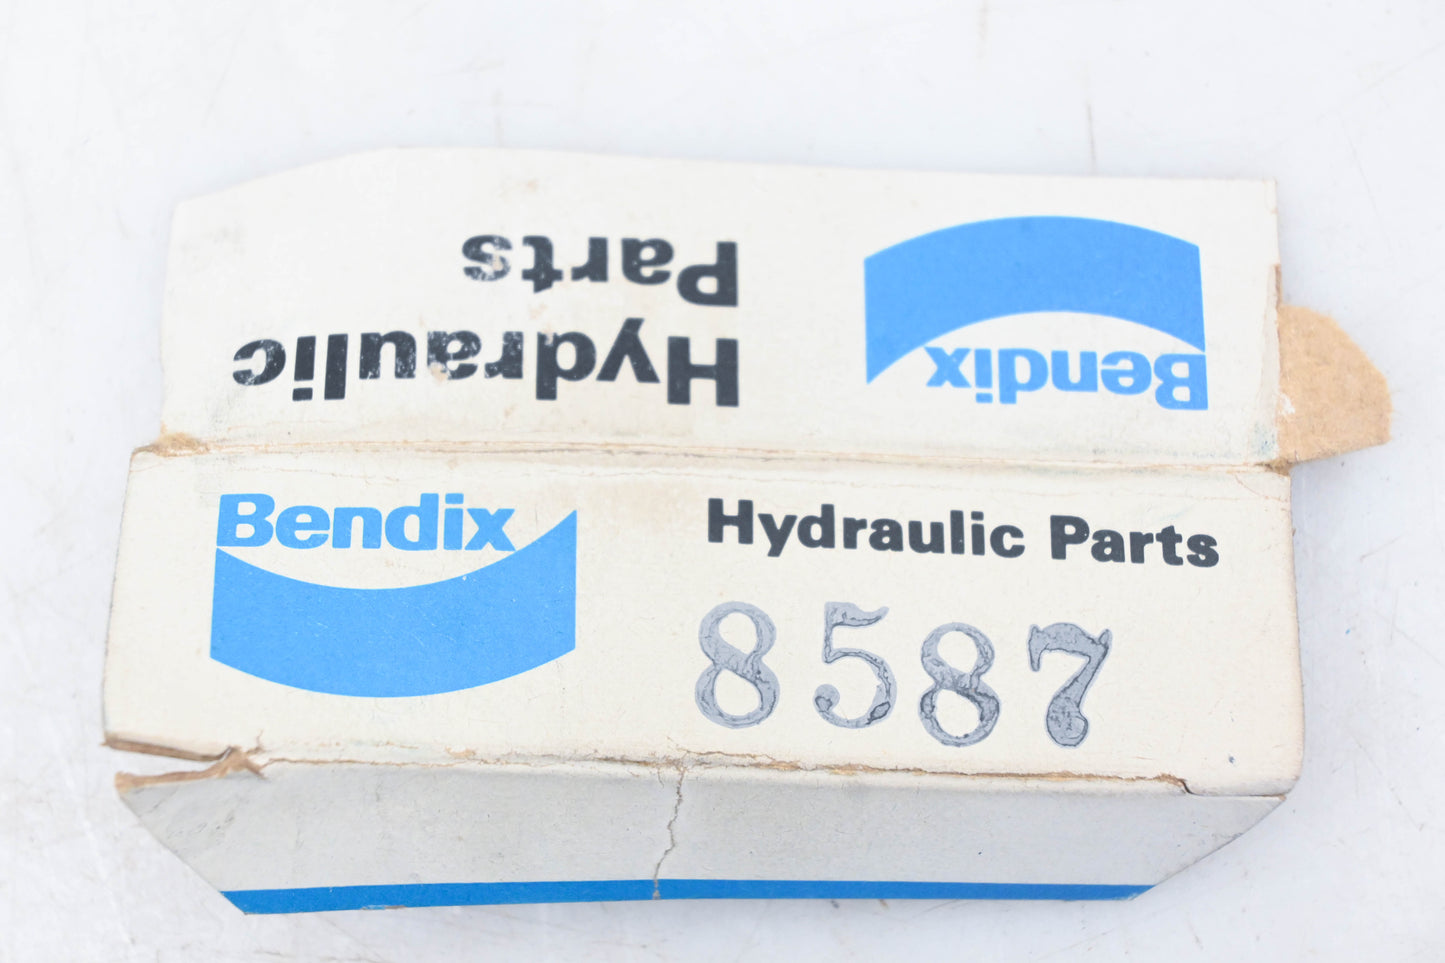 Hydraulic
Parts
Bendix
Bendix
Hydraulic Parts
8587